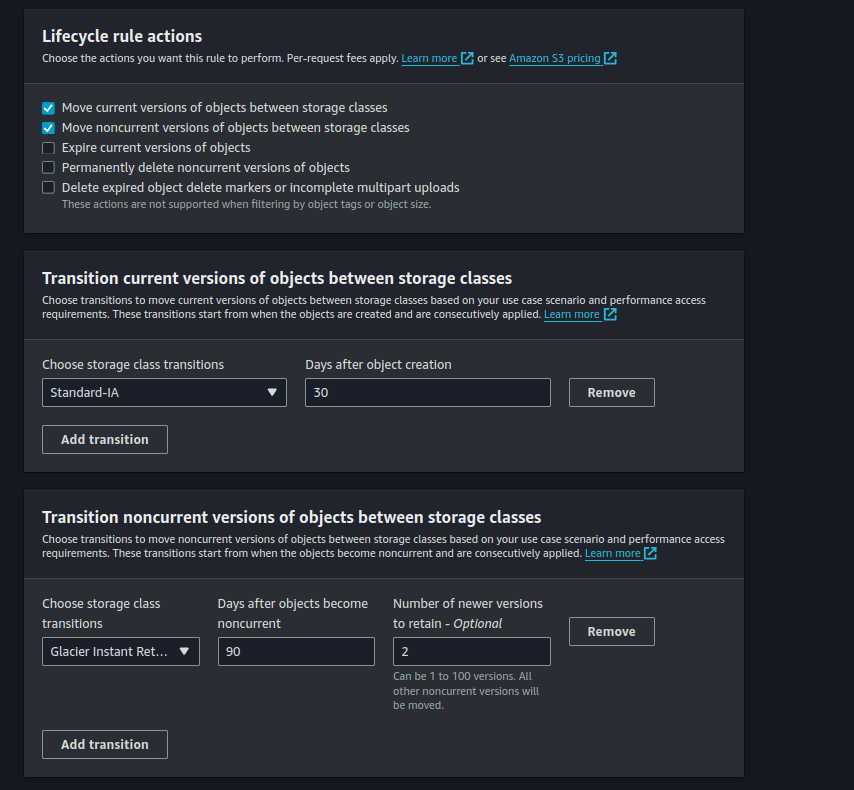 Lifecycle rule actions
Choose the actions you want this rule to perform. Per-request fees apply. Learn more or see Amazon S3 pricing
Move current versions of objects between storage classes
Move noncurrent versions of objects between storage classes
Expire current versions of objects
Permanently delete noncurrent versions of objects
Delete expired object delete markers or incomplete multipart uploads
These actions are not supported when filtering by object tags or object size.
Transition current versions of objects between storage classes
Choose transitions to move current versions of objects between storage classes based on your use case scenario and performance access
requirements. These transitions start from when the objects are created and are consecutively applied. Learn more
Choose storage class transitions
Days after object creation
Standard-IA
30
Remove
Add transition
Transition noncurrent versions of objects between storage classes
Choose transitions to move noncurrent versions of objects between storage classes based on your use case scenario and performance access
requirements. These transitions start from when the objects become noncurrent and are consecutively applied. Learn more
Choose storage class
transitions
Glacier Instant Ret...
Days after objects become
noncurrent
90
Number of newer versions
to retain - Optional
2
Can be 1 to 100 versions. All
other noncurrent versions will
be moved.
Remove
Add transition